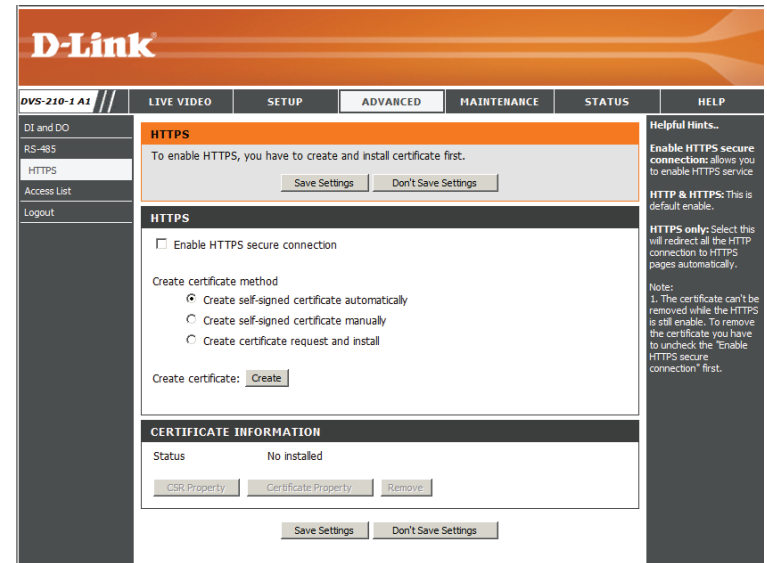 D-Link
DVS-210-1 A1
LIVE VIDEO
SETUP
ADVANCED
MAINTENANCE
STATUS
HELP
DI and DO
RS-485
HTTPS
Access List
Logout
HTTPS
To enable HTTPS, you have to create and install certificate first.
Save Settings
Don't Save Settings
HTTPS
Enable HTTPS secure connection
Create certificate method
Create self-signed certificate automatically
Create self-signed certificate manually
Create certificate request and install
Create certificate:
Create
CERTIFICATE INFORMATION
Status
No installed
CSR Property
Certificate Property
Remove
Save Settings
Don't Save Settings
Helpful Hints..
Enable HTTPS secure
connection: allows you
to enable HTTPS service
HTTP & HTTPS: This is
default enable.
HTTPS only: Select this
will redirect all the HTTP
connection to HTTPS
pages automatically.
Note:
1. The certificate can't be
removed while the HTTPS
is still enable. To remove
the certificate you have
to uncheck the "Enable
HTTPS secure
connection" first.